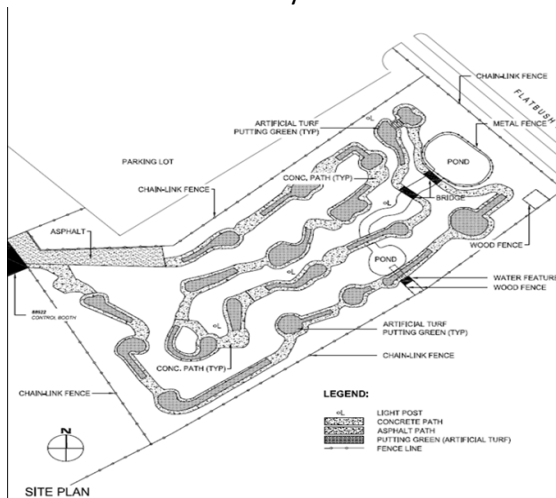 CHAIN-LINK FENCE
FLATBUSH
ARTIFICIAL TURF
PUTTING GREEN (TYP)
METAL FENCE
PARKING LOT
POND
CONC. PATH (TYP)
CHAIN-LINK FENCE
BRIDGE
ASPHALT
WOOD FENCE
POND
WATER FEATURE
WOOD FENCE
CONTROL BOOTH
ARTIFICIAL TURF
PUTTING GREEN (TYP)
CHAIN-LINK FENCE
CONC. PATH (TYP)
CHAIN-LINK FENCE
LEGEND:
LIGHT POST
CONCRETE PATH
ASPHALT PATH
PUTTING GREEN (ARTIFICIAL TURF)
FENCE LINE
N
SITE PLAN